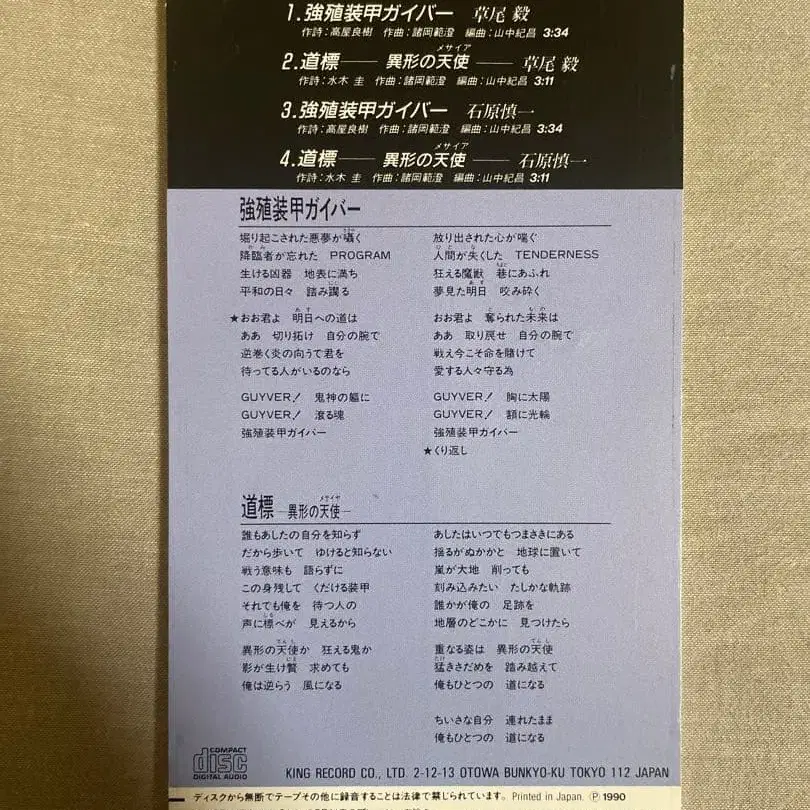 1.強殖装甲ガイバー 草尾 毅
作詩：高屋良樹 作曲：諸岡範澄 編曲：山中紀昌 3:34
メサイア
2.道標── 異形の天使 ── 草尾 毅
作詩：水木 圭 作曲：諸岡範澄 編曲：山中紀昌 3:11
3.強殖装甲ガイバー 石原慎一
作詩：高屋良樹 作曲：諸岡範澄 編曲：山中紀昌 3:34
メサイア
4.道標── 異形の天使 ── 石原慎一
作詩：水木 圭 作曲：諸岡範澄 編曲：山中紀昌 3:11
強殖装甲ガイバー
掘り起こされた悪夢が囁く
降臨者が忘れた PROGRAM
生ける凶器 地表に満ち
平和の日々 踏み躙る
★おお君よ 明日への道は
ああ 切り拓け 自分の腕で
逆巻く炎の向うで君を
待ってる人がいるのなら
GUYVER! 鬼神の軀に
GUYVER! 滾る魂
強殖装甲ガイバー
放り出された心が喘ぐ
人間が失くした TENDERNESS
狂える魔獣 巷にあふれ
夢見た明日 咬み砕く
おお君よ 奪られた未来は
ああ 取り戻せ 自分の腕で
戦え今こそ命を賭けて
愛する人々守る為
GUYVER! 胸に太陽
GUYVER! 額に光輪
強殖装甲ガイバー
★くり返し
メサイヤ
道標 ─異形の天使─
誰もあしたの自分を知らず
だから歩いて ゆけると知らない
戦う意味も 語らずに
この身残して くだける装甲
それでも俺を 待つ人の
声に標べが 見えるから
異形の天使か 狂える鬼か
影が生け贄 求めても
俺は逆らう 風になる
あしたはいつでもつまさきにある
揺るがぬかかと 地球に置いて
嵐が大地 削っても
刻み込みたい たしかな軌跡
誰かが俺の 足跡を
地層のどこかに 見つけたら
重なる姿は 異形の天使
猛きさだめを 踏み越えて
俺もひとつの 道になる
ちいさな自分 連れたまま
俺もひとつの 道になる
COMPACT
disc
DIGITAL AUDIO
KING RECORD CO., LTD. 2-12-13 OTOWA BUNKYO-KU TOKYO 112 JAPAN
ディスクから無断でテープその他に録音することは法律で禁じられています。 Printed in Japan. Ⓟ 1990